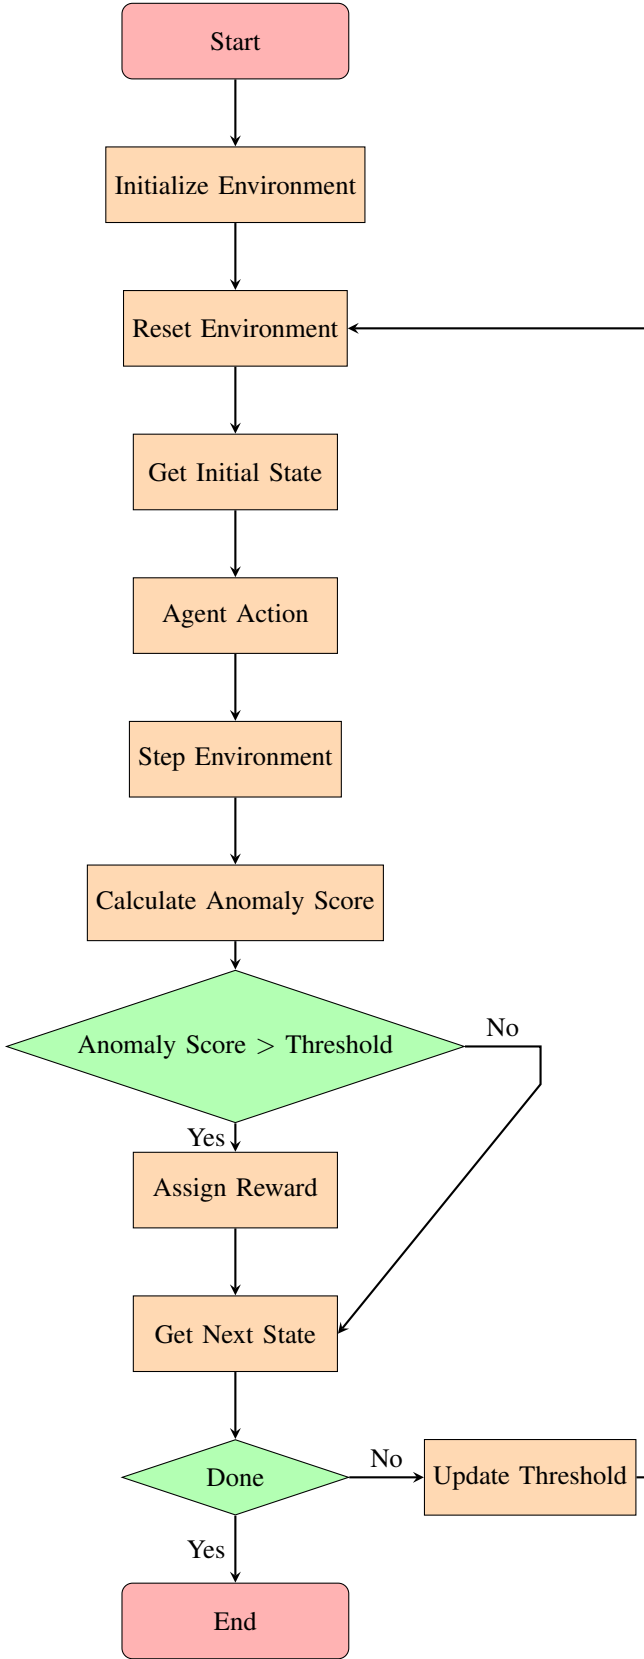 Start
Initialize Environment
Reset Environment
Get Initial State
Agent Action
Step Environment
Calculate Anomaly Score
Anomaly Score > Threshold
No
Yes
Assign Reward
Get Next State
Done
No
Update Threshold
Yes
End